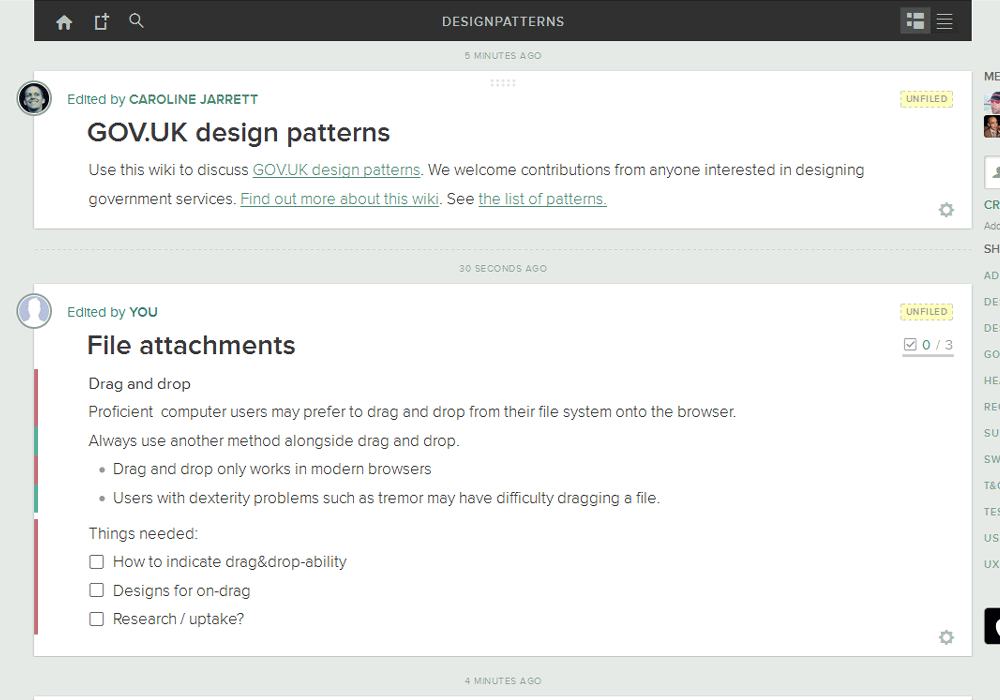 DESIGNPATTERNS
5 MINUTES AGO
Edited by CAROLINE JARRETT
UNFILED
GOV.UK design patterns
Use this wiki to discuss GOV.UK design patterns. We welcome contributions from anyone interested in designing
government services. Find out more about this wiki. See the list of patterns.
30 SECONDS AGO
Edited by YOU
UNFILED
File attachments
0 / 3
Drag and drop
Proficient computer users may prefer to drag and drop from their file system onto the browser.
Always use another method alongside drag and drop.
Drag and drop only works in modern browsers
Users with dexterity problems such as tremor may have difficulty dragging a file.
Things needed:
How to indicate drag&drop-ability
Designs for on-drag
Research / uptake?
4 MINUTES AGO
ME
CR
Add
SH
AD
DE
DE
GO
HE
RE
SU
SW
T&C
TES
US
UX